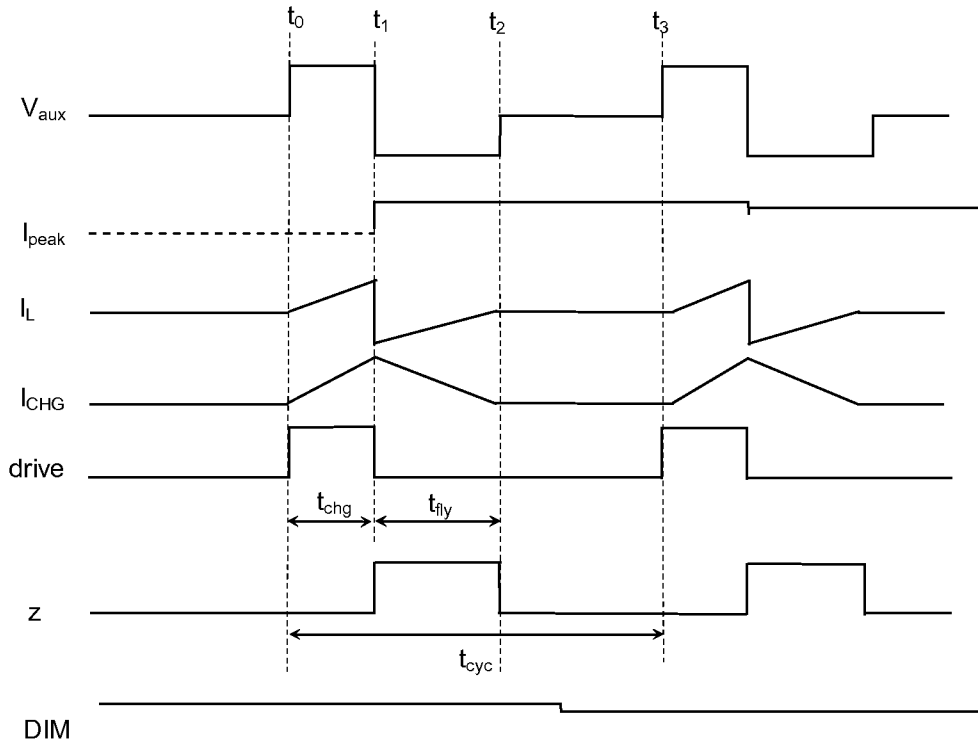 t0 t1 t2 t3
Vaux
Ipeak
IL
ICHG
drive
tchg tfly
z
tcyc
DIM